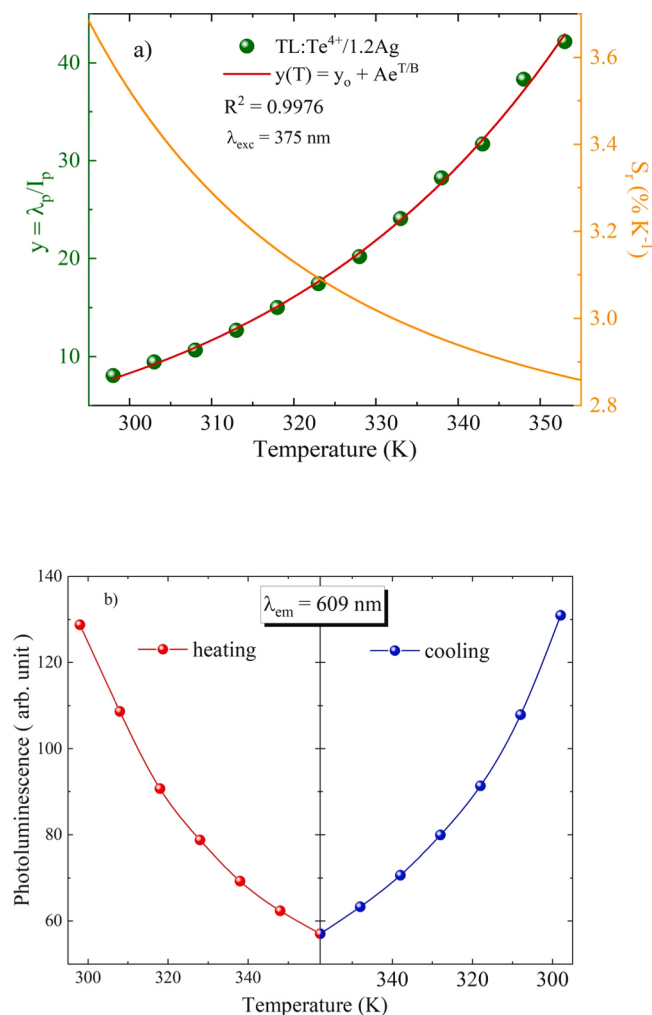 a)
TL:Te⁴⁺/1.2Ag
y(T) = yₒ + Ae^T/B
R² = 0.9976
λexc = 375 nm
y = λp/Ip
40
30
20
10
Sr (% K⁻¹)
3.6
3.4
3.2
3.0
2.8
300 310 320 330 340 350
Temperature (K)
b)
λem = 609 nm
heating
cooling
Photoluminescence ( arb. unit )
140
120
100
80
60
300 320 340 340 320 300
Temperature (K)
Temperature (K)